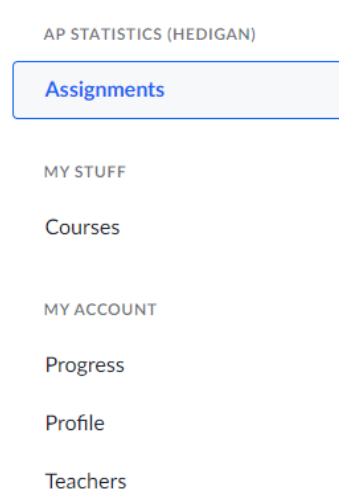 AP STATISTICS (HEDIGAN)
Assignments
MY STUFF
Courses
MY ACCOUNT
Progress
Profile
Teachers